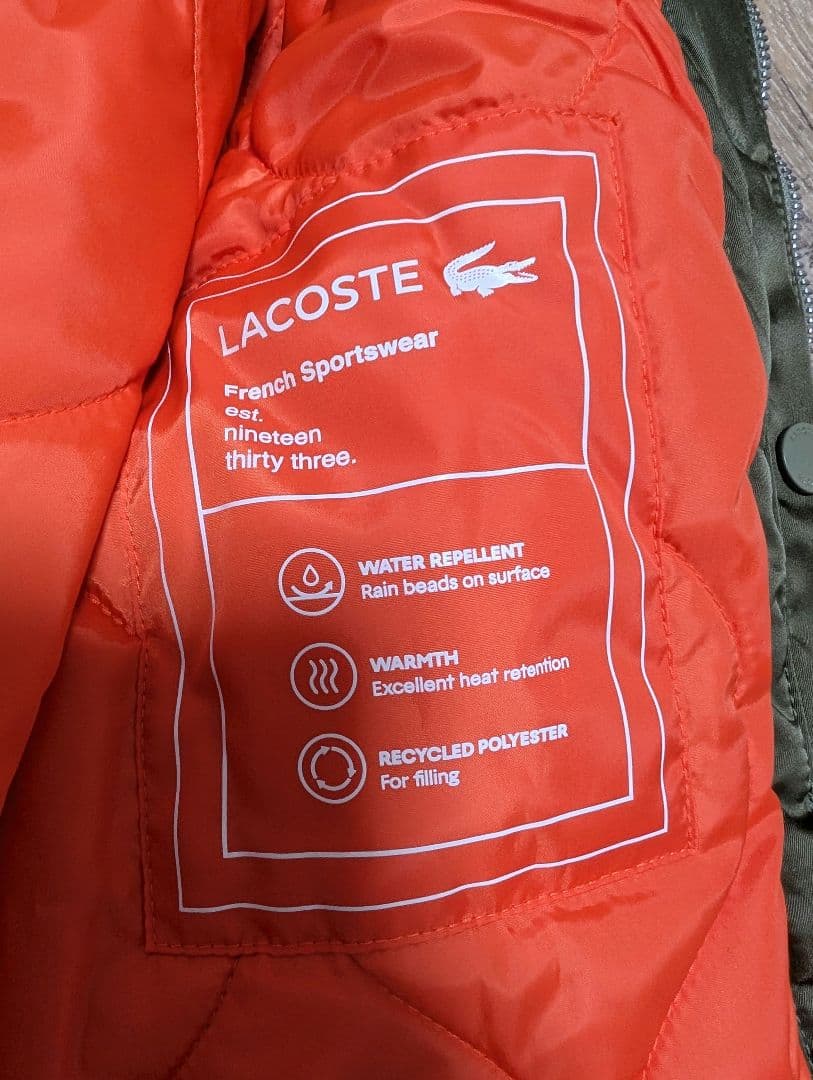 LACOSTE
French Sportswear
est.
nineteen
thirty three.
WATER REPELLENT
Rain beads on surface
WARMTH
Excellent heat retention
RECYCLED POLYESTER
For filling